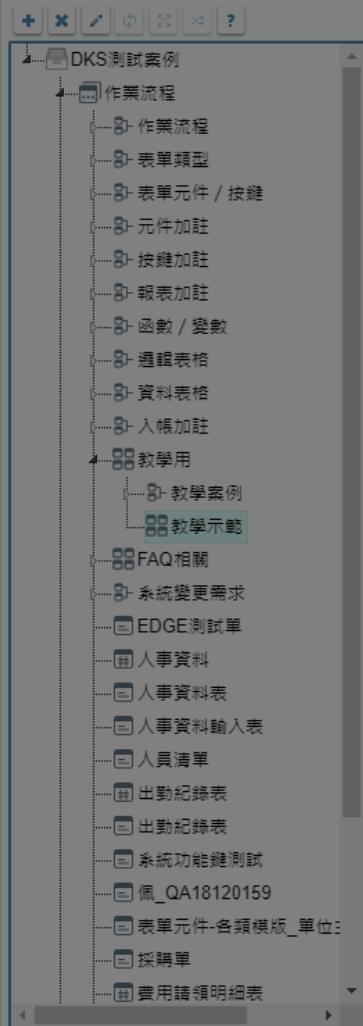 ?
DKS測試案例
作業流程
作業流程
表單類型
表單元件 / 按鍵
元件加註
按鍵加註
報表加註
函數 / 變數
邏輯表格
資料表格
入帳加註
教學用
教學案例
教學示範
FAQ相關
系統變更需求
EDGE測試單
人事資料
人事資料表
人事資料輸入表
人員清單
出勤紀錄表
出勤紀錄表
系統功能鍵測試
佩_QA18120159
表單元件-各類模版_單位主
採購單
費用請領明細表